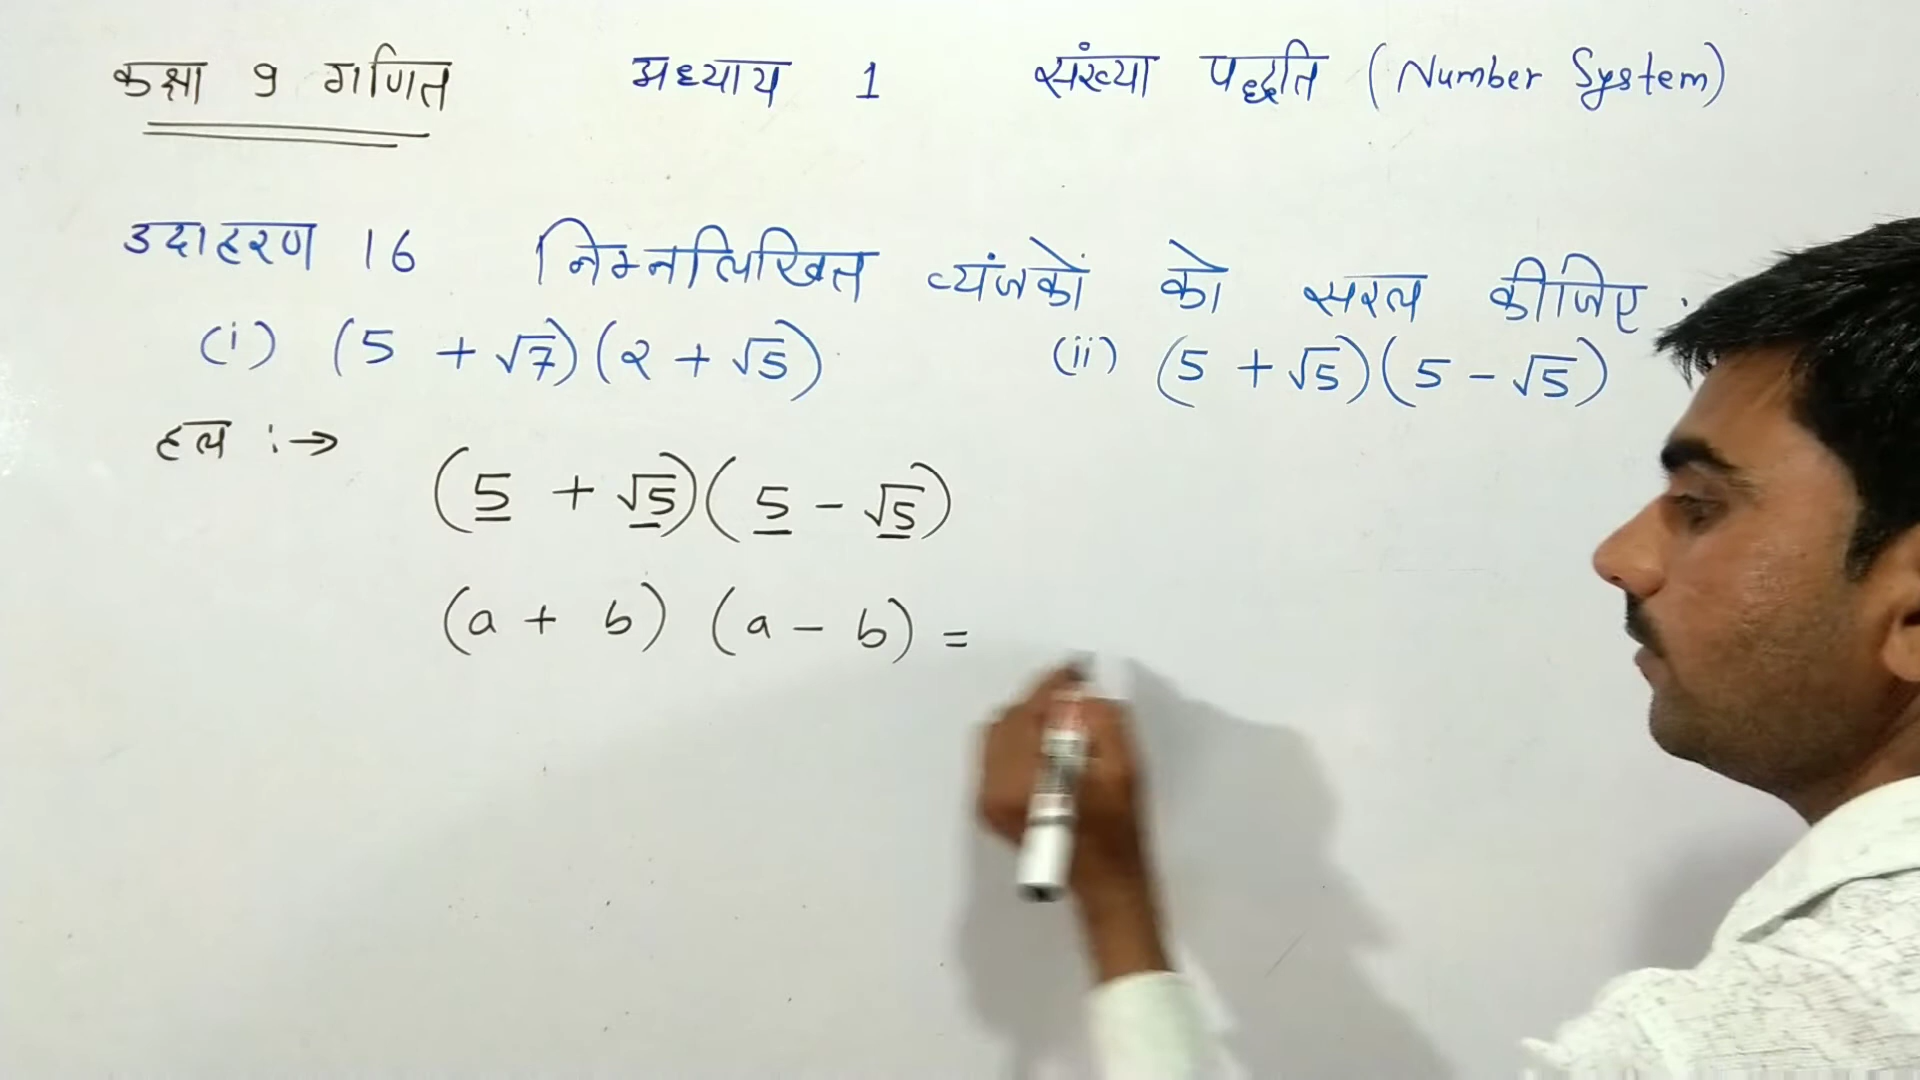 कक्षा 9 गणित अध्याय 1 संख्या पद्धति (Number System)
उदाहरण 16 निम्नलिखित व्यंजकों को सरल कीजिए :
(i) (5 + √7)(2 + √5) (ii) (5 + √5)(5 - √5)
हल :→ (5 + √5)(5 - √5)
(a + b) (a - b) =